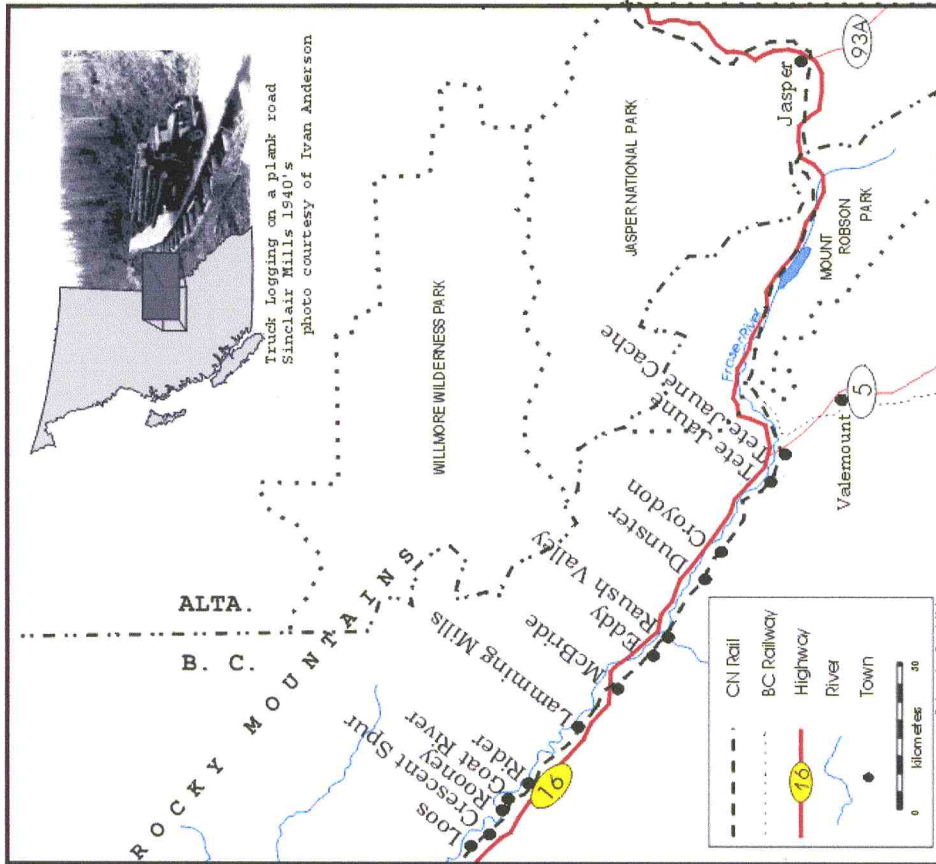 Truck Logging on a plank road
Sinclair Mills 1940's
photo courtesy of Ivan Anderson
WILLMORE WILDERNESS PARK
JASPER NATIONAL PARK
ROCKY MOUNTAINS
ALTA.
B. C.
Loos
Crescent Spur
Rooney
Goat River
Rider
Lamming Mills
McBride
Eddy
Raush Valley
Dunster
Croydon
Tete Jaune
Tete Jaune Cache
Fraser River
MOUNT
ROBSON
PARK
Jasper
93A
16
Valemount
5
CN Rail
BC Railway
16
Highway
River
Town
0 30
kilometes